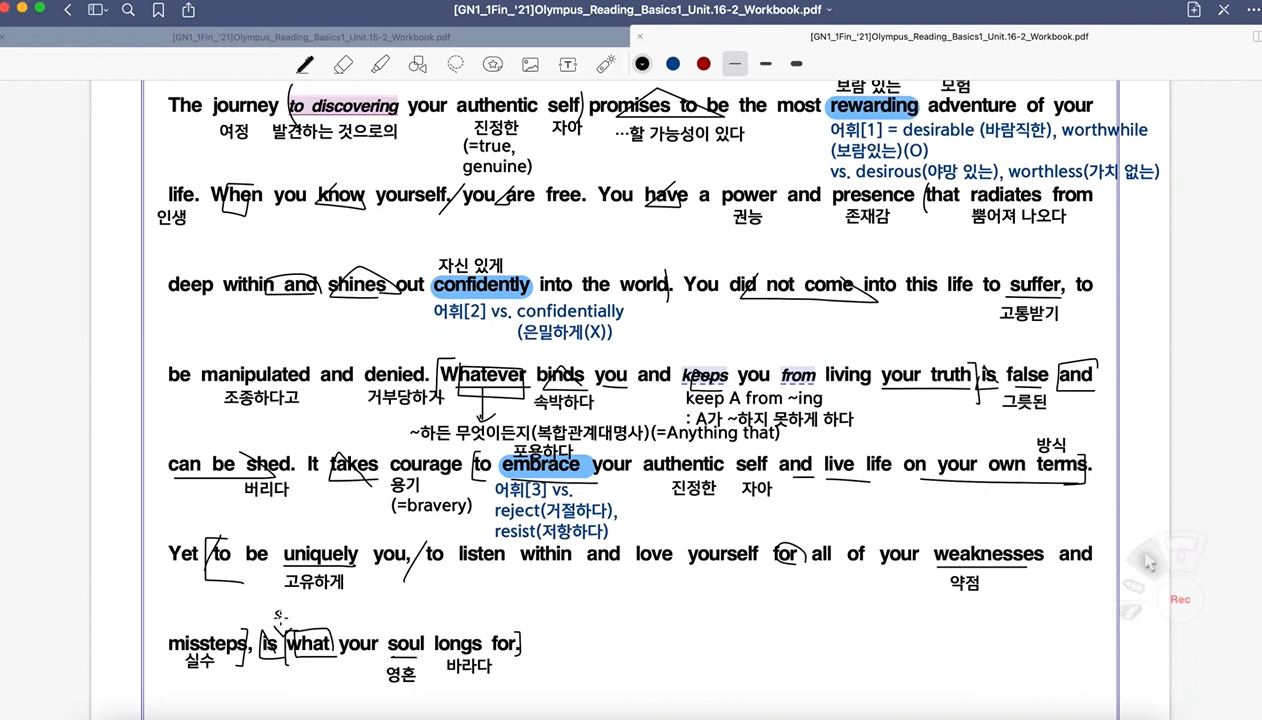 [GN1_1Fin_'21]Olympus_Reading_Basics1_Unit.16-2_Workbook.pdf
[GN1_1Fin_'21]Olympus_Reading_Basics1_Unit.15-2_Workbook.pdf
[GN1_1Fin_'21]Olympus_Reading_Basics1_Unit.16-2_Workbook.pdf
보람 있는 모험
The journey to discovering your authentic self promises to be the most rewarding adventure of your
여정 발견하는 것으로의 진정한 자아 …할 가능성이 있다 어휘[1] = desirable (바람직한), worthwhile
(=true, (보람있는)(O)
genuine) vs. desirous(야망 있는), worthless(가치 없는)
life. When you know yourself, you are free. You have a power and presence that radiates from
인생 권능 존재감 뿜어져 나오다
자신 있게
deep within and shines out confidently into the world. You did not come into this life to suffer, to
어휘[2] vs. confidentially 고통받기
(은밀하게(X))
be manipulated and denied. Whatever binds you and keeps you from living your truth is false and
조종하다고 거부당하거 속박하다 keep A from ~ing 그릇된
: A가 ~하지 못하게 하다
~하든 무엇이든지(복합관계대명사)(=Anything that)
포용하다 방식
can be shed. It takes courage to embrace your authentic self and live life on your own terms.
버리다 용기 어휘[3] vs. 진정한 자아
(=bravery) reject(거절하다),
resist(저항하다)
Yet to be uniquely you, to listen within and love yourself for all of your weaknesses and
고유하게 약점
Rec
missteps, is what your soul longs for.
실수 영혼 바라다